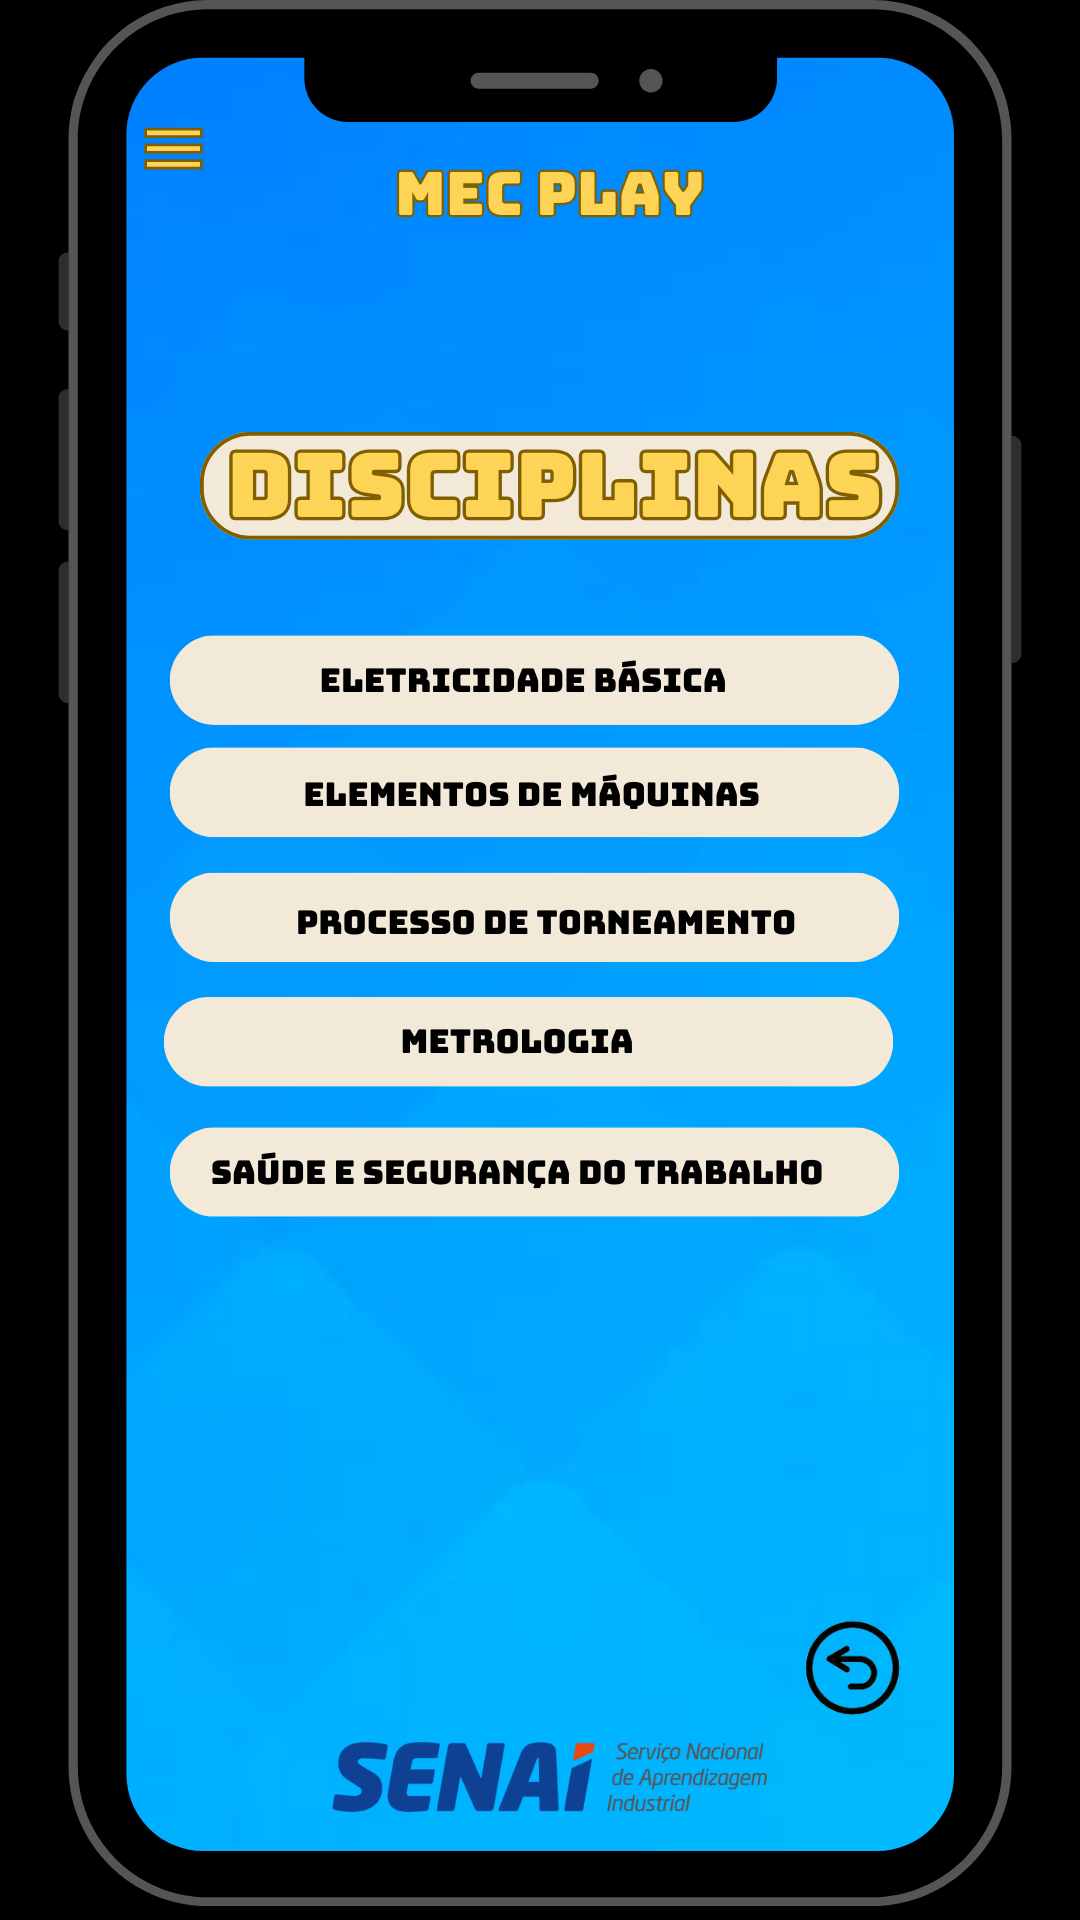 MEC PLAY
DISCIPLINAS
ELETRICIDADE BÁSICA
ELEMENTOS DE MÁQUINAS
PROCESSO DE TORNEAMENTO
METROLOGIA
SAÚDE E SEGURANÇA DO TRABALHO
SENAI
Serviço Nacional
de Aprendizagem
Industrial